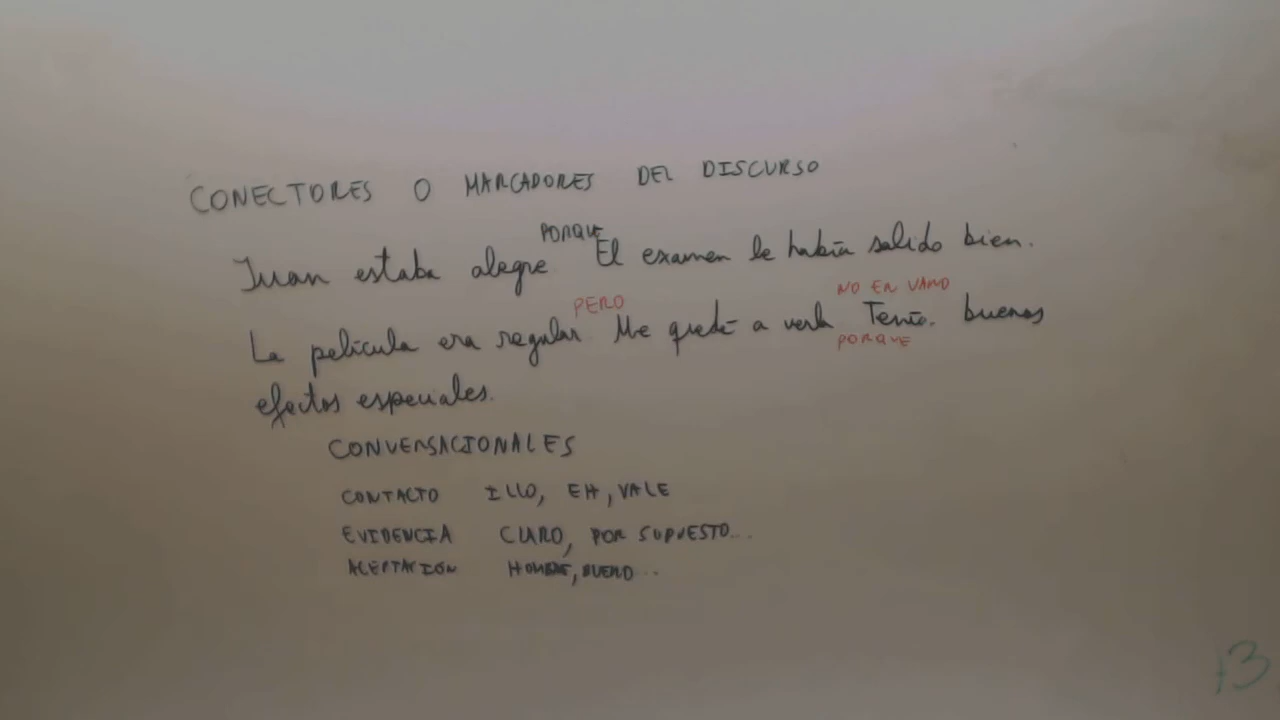 CONECTORES O MARCADORES DEL DISCURSO
PORQUE
Juan estaba alegre El examen le había salido bien.
PERO NO EN VANO
La película era regular Me quedé a verla Tenía. buenos
PORQUE
efectos especiales.
CONVERSACIONALES
CONTACTO ILLO, EH, VALE
EVIDENCIA CLARO, POR SUPUESTO...
ACEPTACIÓN HOMBRE, BUENO...
+3